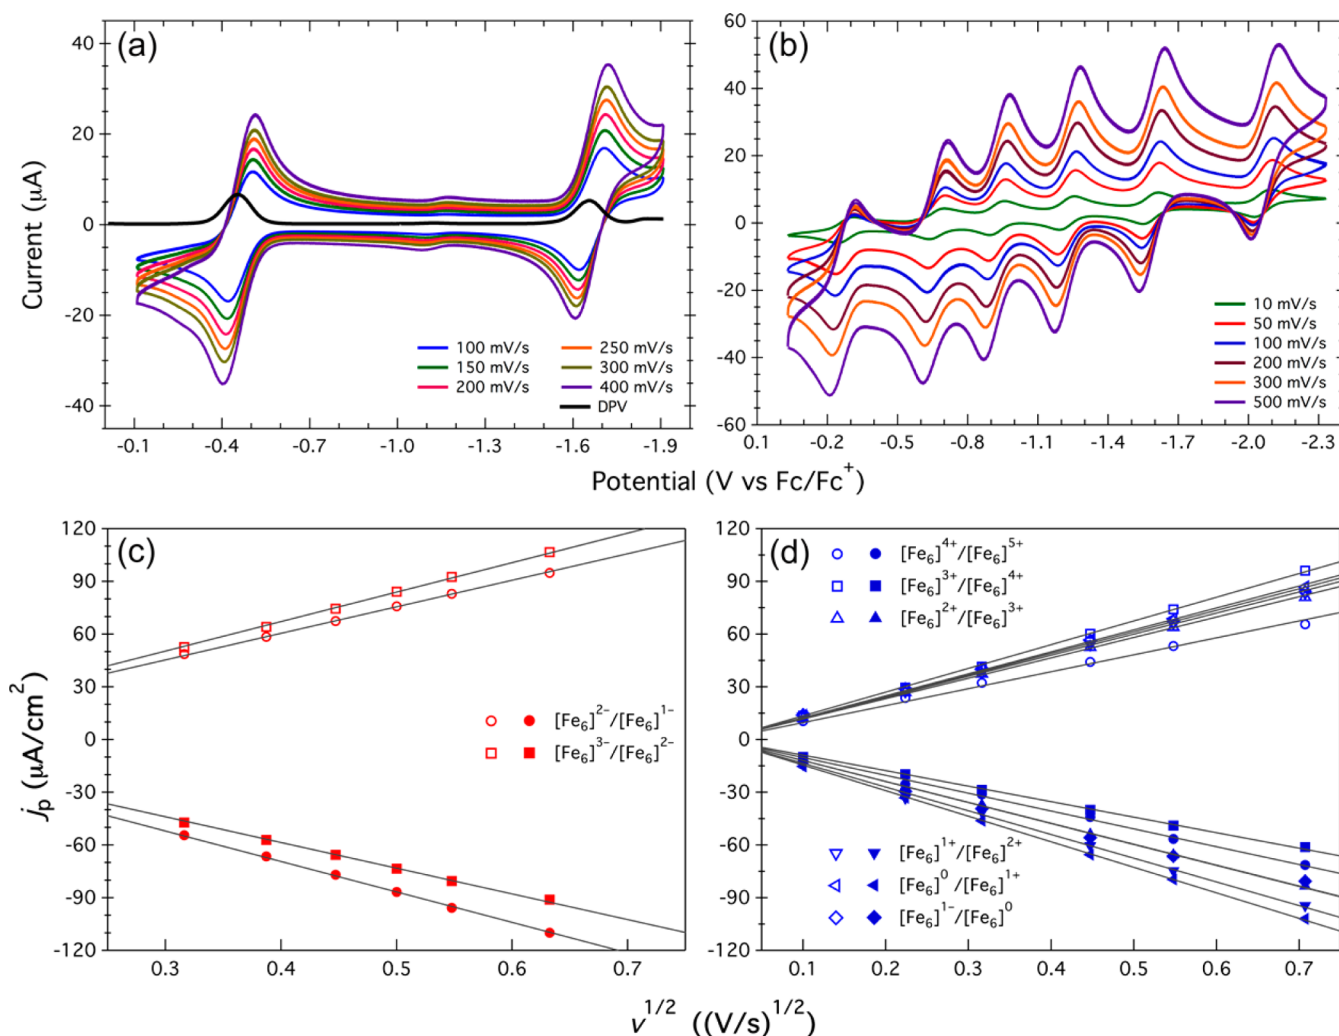 (a)
40
20
0
-20
-40
Current (μA)
100 mV/s
150 mV/s
200 mV/s
250 mV/s
300 mV/s
400 mV/s
DPV
-0.1 -0.4 -0.7 -1.0 -1.3 -1.6 -1.9
(b)
60
40
20
0
-20
-40
-60
10 mV/s
50 mV/s
100 mV/s
200 mV/s
300 mV/s
500 mV/s
0.1 -0.2 -0.5 -0.8 -1.1 -1.4 -1.7 -2.0 -2.3
Potential (V vs Fc/Fc⁺)
(c)
120
90
60
30
0
-30
-60
-90
-120
jₚ (μA/cm²)
[Fe₆]²⁻/[Fe₆]¹⁻
[Fe₆]³⁻/[Fe₆]²⁻
0.3 0.4 0.5 0.6 0.7
(d)
120
90
60
30
0
-30
-60
-90
-120
[Fe₆]⁴⁺/[Fe₆]⁵⁺
[Fe₆]³⁺/[Fe₆]⁴⁺
[Fe₆]²⁺/[Fe₆]³⁺
[Fe₆]¹⁺/[Fe₆]²⁺
[Fe₆]⁰/[Fe₆]¹⁺
[Fe₆]¹⁻/[Fe₆]⁰
0.1 0.2 0.3 0.4 0.5 0.6 0.7
v¹ᐟ² ((V/s)¹ᐟ²)